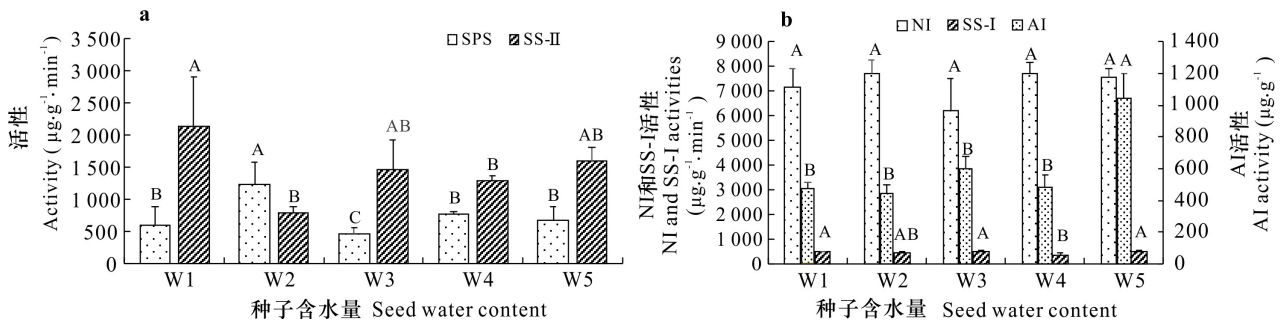 a
SPS SS-II
活性
Activity ( μg·g⁻¹·min⁻¹)
3 500
3 000
2 500
2 000
1 500
1 000
500
0
B A
A B
C AB
B B
B AB
W1 W2 W3 W4 W5
种子含水量 Seed water content
b
NI SS-I AI
NI和SS-I活性
NI and SS-I activities
(μg·g⁻¹·min⁻¹)
9 000
8 000
7 000
6 000
5 000
4 000
3 000
2 000
1 000
0
A B A
A B AB
A B A
A B B
A A A
1 400
1 200
1 000
800
600
400
200
0
AI活性
AI activity (μg·g⁻¹)
W1 W2 W3 W4 W5
种子含水量 Seed water content